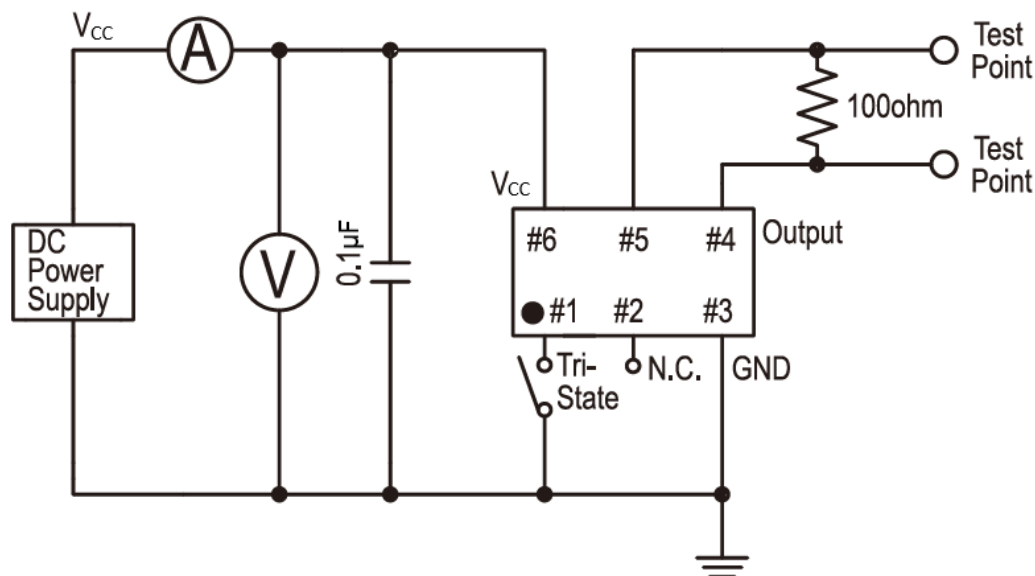 VCC
A
Test
Point
100ohm
Test
Point
VCC
DC
Power
Supply
V
0.1μF
#6 #5 #4
Output
#1 #2 #3
Tri-
State
N.C.
GND